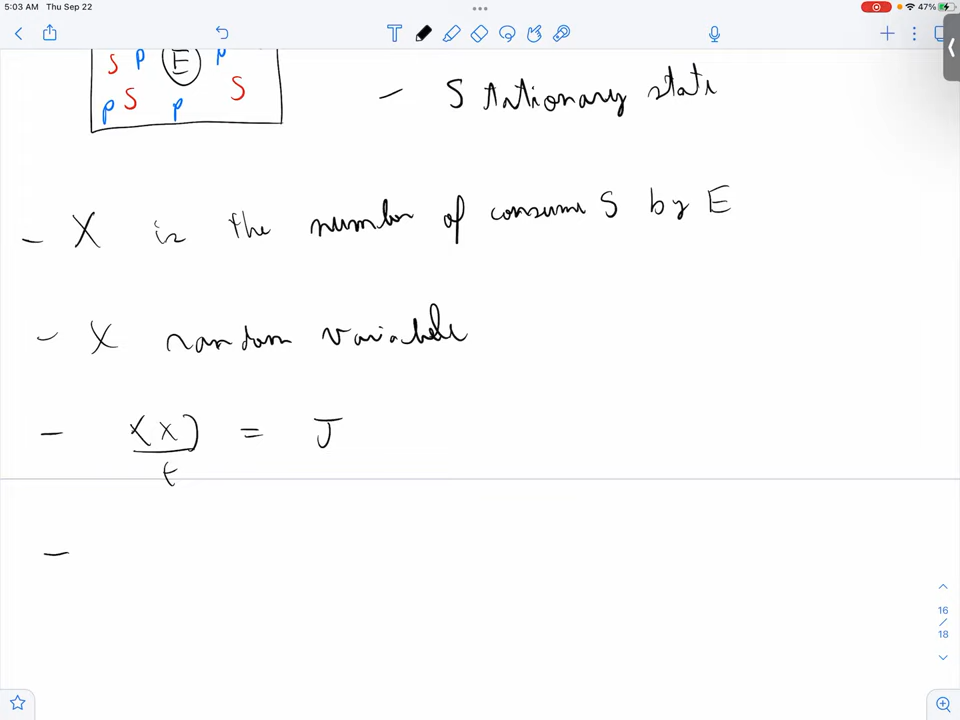 5:03 AM Thu Sep 22
47%
S P E P
P S P S
- Stationary state
- X is the number of consume S by E
- X random variable
- ⟨X⟩ / t = J
-
16
/
18